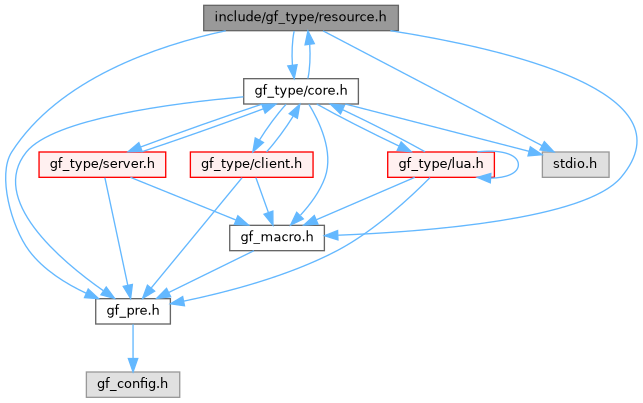 include/gf_type/resource.h
gf_type/core.h
gf_type/server.h
gf_type/client.h
gf_type/lua.h
stdio.h
gf_macro.h
gf_pre.h
gf_config.h